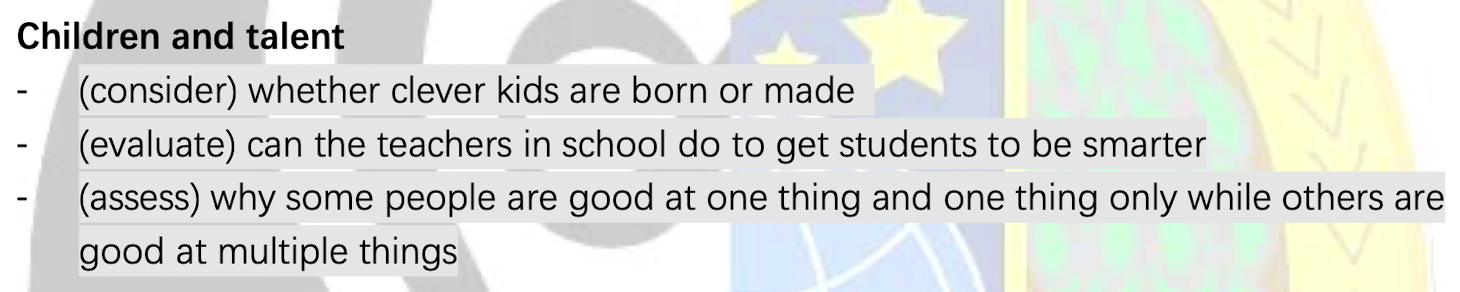 Children and talent
- (consider) whether clever kids are born or made
- (evaluate) can the teachers in school do to get students to be smarter
- (assess) why some people are good at one thing and one thing only while others are
good at multiple things